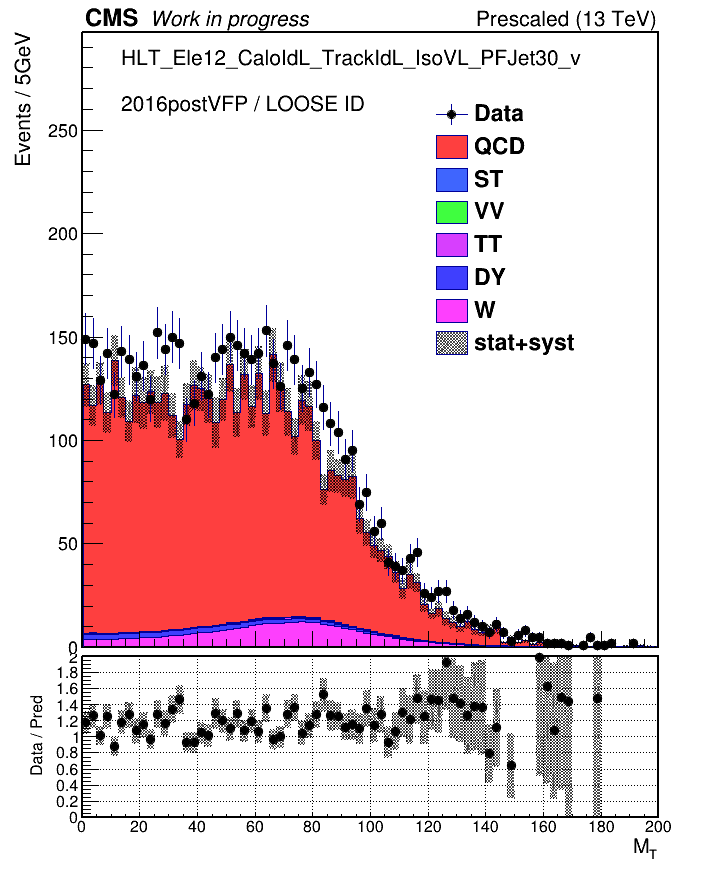 CMS Work in progress Prescaled (13 TeV)
Events / 5GeV
HLT_Ele12_CaloIdL_TrackIdL_IsoVL_PFJet30_v
2016postVFP / LOOSE ID
Data
QCD
ST
VV
TT
DY
W
stat+syst
250
200
150
100
50
0
Data / Pred
2
1.8
1.6
1.4
1.2
1
0.8
0.6
0.4
0.2
0
0 20 40 60 80 100 120 140 160 180 200
M_T